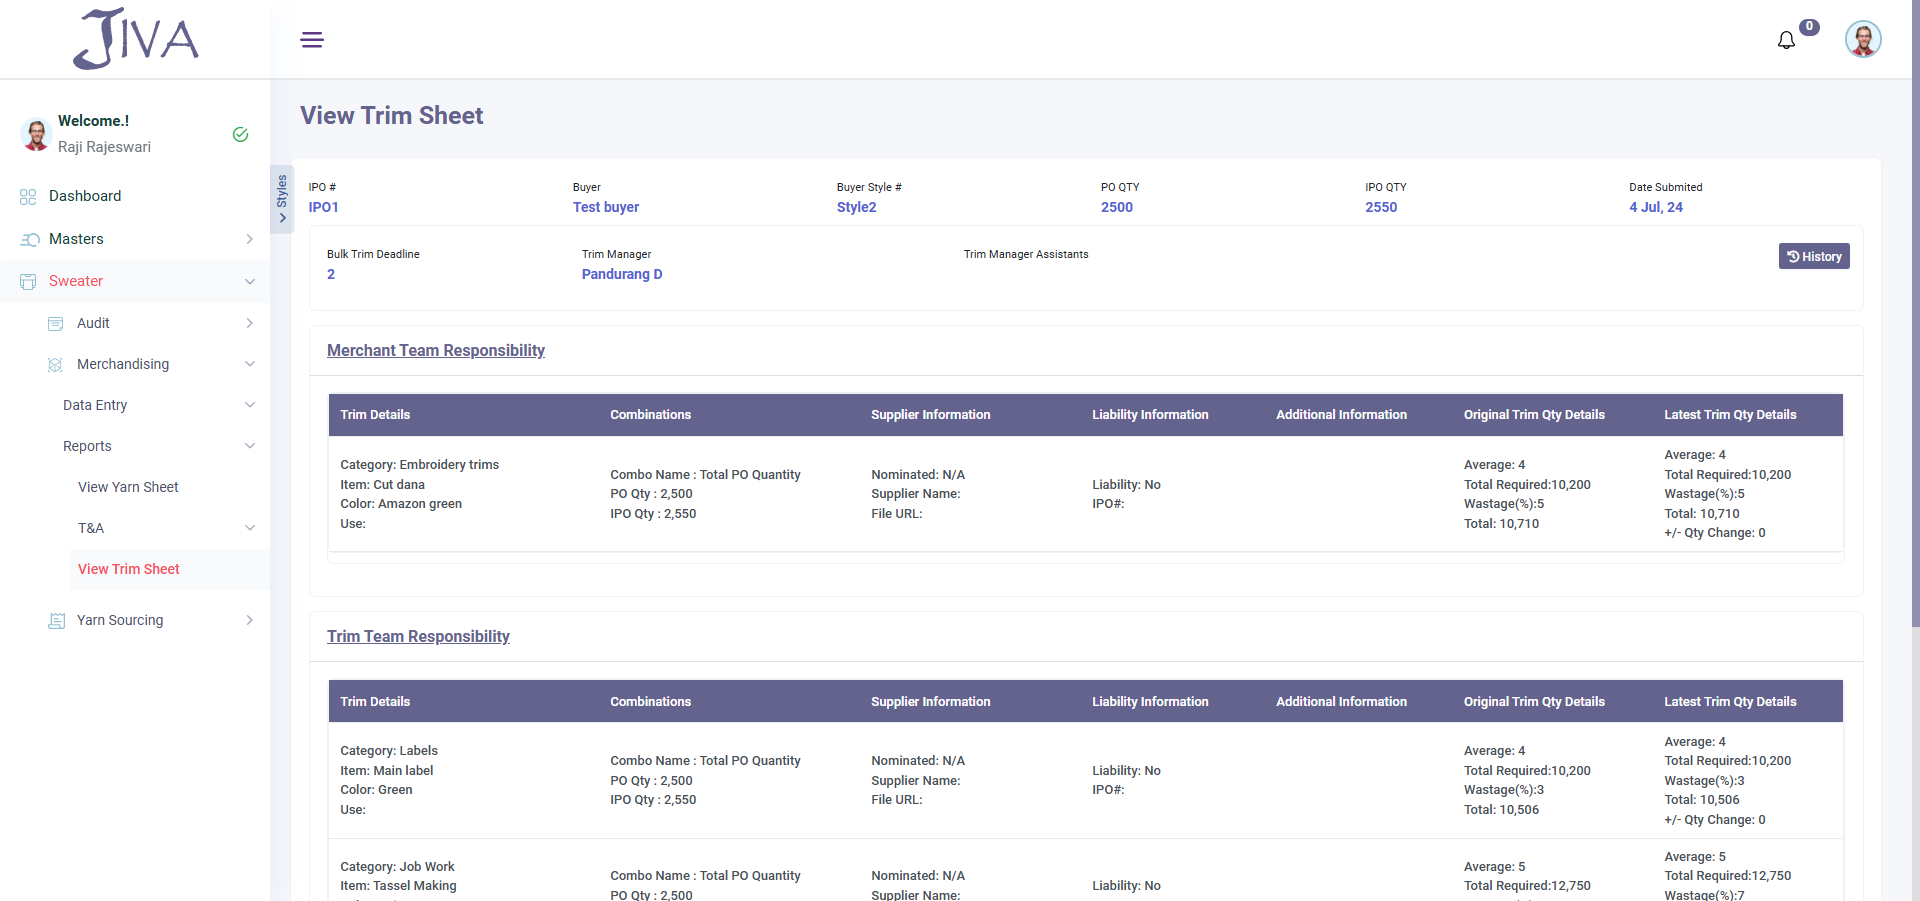 JIVA
0
Welcome.!
Raji Rajeswari
Dashboard
Masters
Sweater
Audit
Merchandising
Data Entry
Reports
View Yarn Sheet
T&A
View Trim Sheet
Yarn Sourcing
Styles
View Trim Sheet
IPO # Buyer Buyer Style # PO QTY IPO QTY Date Submited
IPO1 Test buyer Style2 2500 2550 4 Jul, 24
Bulk Trim Deadline Trim Manager Trim Manager Assistants
2 Pandurang D
History
Merchant Team Responsibility
Trim Details Combinations Supplier Information Liability Information Additional Information Original Trim Qty Details Latest Trim Qty Details
Category: Embroidery trims
Item: Cut dana
Color: Amazon green
Use:
Combo Name : Total PO Quantity
PO Qty : 2,500
IPO Qty : 2,550
Nominated: N/A
Supplier Name:
File URL:
Liability: No
IPO#:
Average: 4
Total Required:10,200
Wastage(%):5
Total: 10,710
Average: 4
Total Required:10,200
Wastage(%):5
Total: 10,710
+/- Qty Change: 0
Trim Team Responsibility
Trim Details Combinations Supplier Information Liability Information Additional Information Original Trim Qty Details Latest Trim Qty Details
Category: Labels
Item: Main label
Color: Green
Use:
Combo Name : Total PO Quantity
PO Qty : 2,500
IPO Qty : 2,550
Nominated: N/A
Supplier Name:
File URL:
Liability: No
IPO#:
Average: 4
Total Required:10,200
Wastage(%):3
Total: 10,506
Average: 4
Total Required:10,200
Wastage(%):3
Total: 10,506
+/- Qty Change: 0
Category: Job Work
Item: Tassel Making
Combo Name : Total PO Quantity
PO Qty : 2,500
Nominated: N/A
Supplier Name:
Liability: No
Average: 5
Total Required:12,750
Average: 5
Total Required:12,750
Wastage(%):7